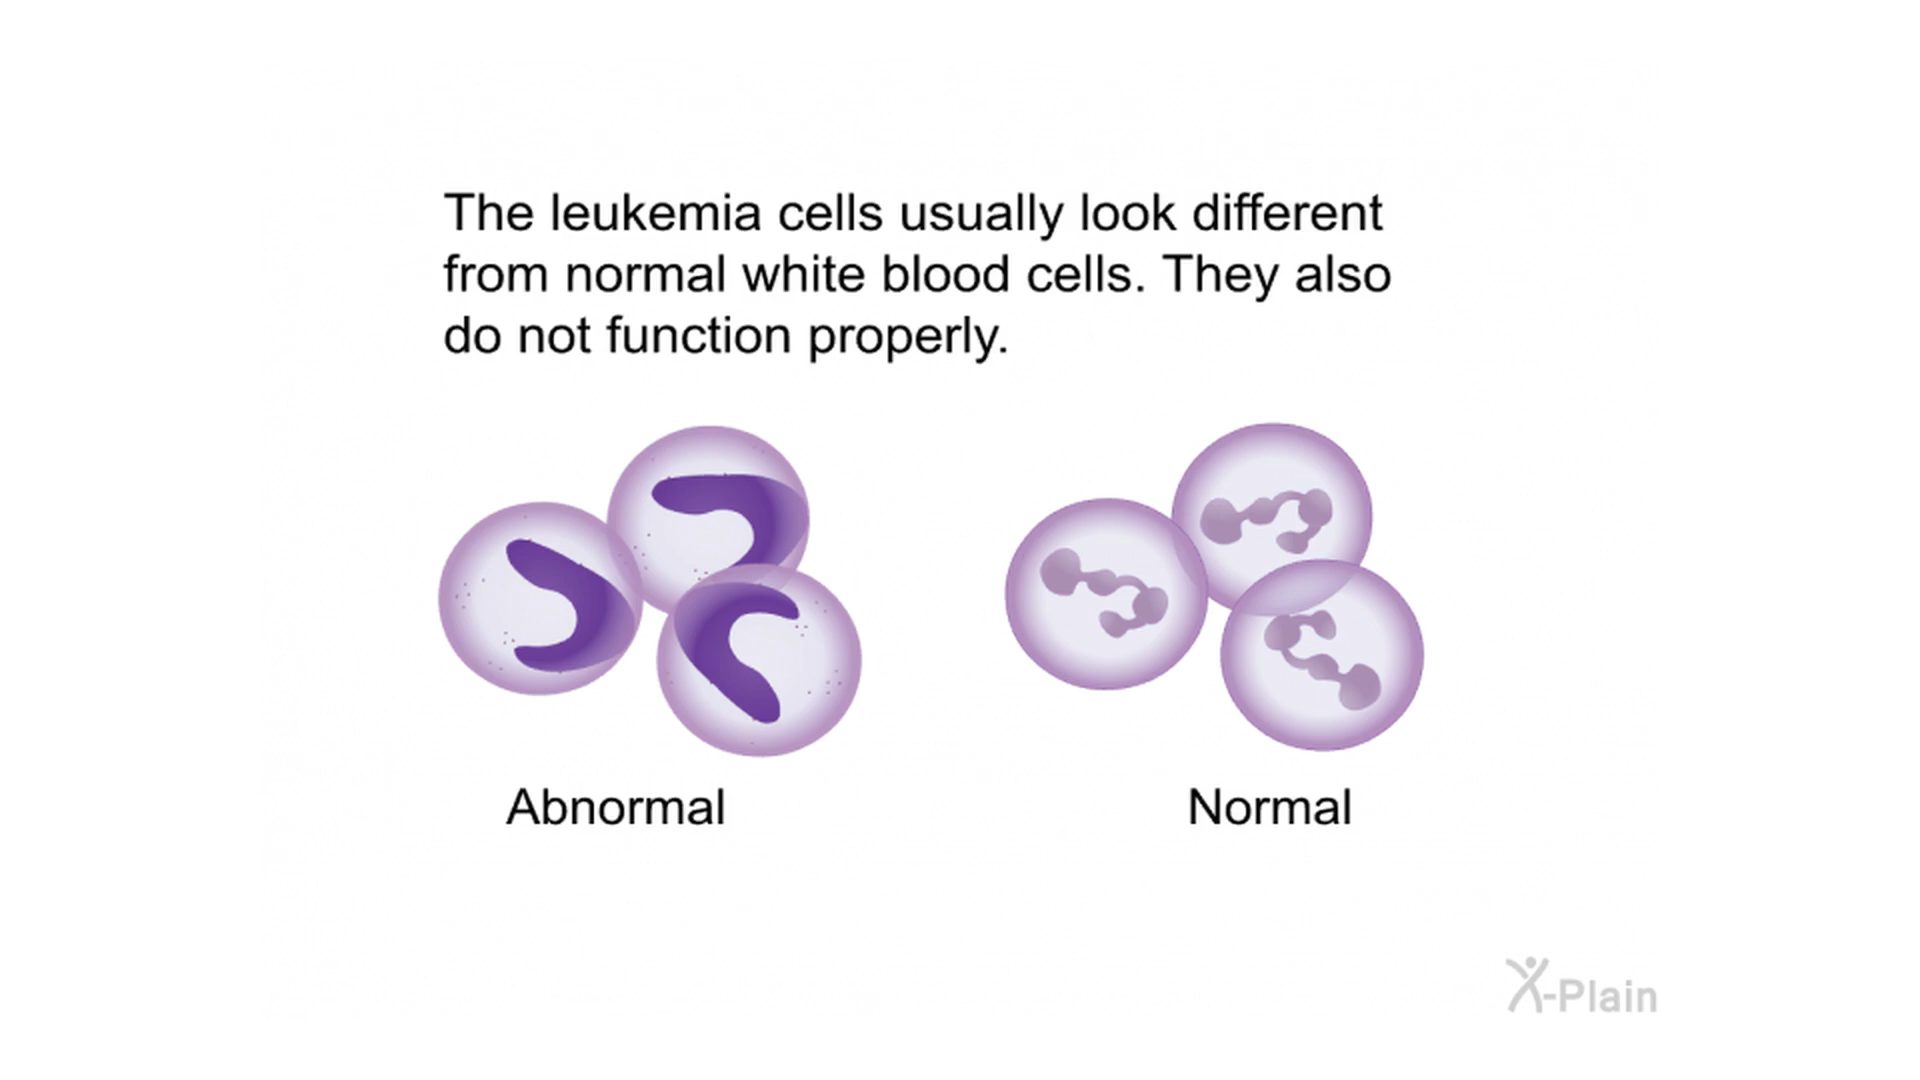 The leukemia cells usually look different
from normal white blood cells. They also
do not function properly.
Abnormal
Normal
X-Plain